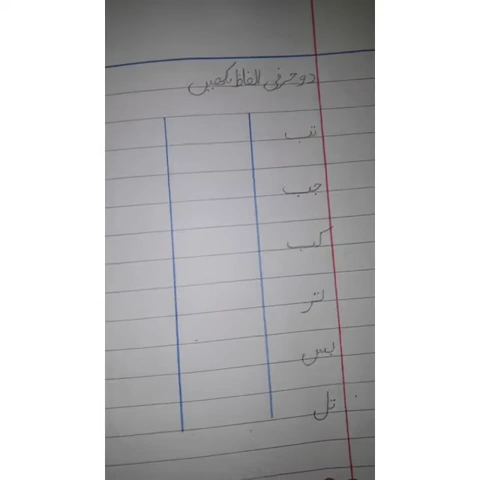 دو حرفی الفاظ لکھیں
تب
جب
کب
تر
بس
تل